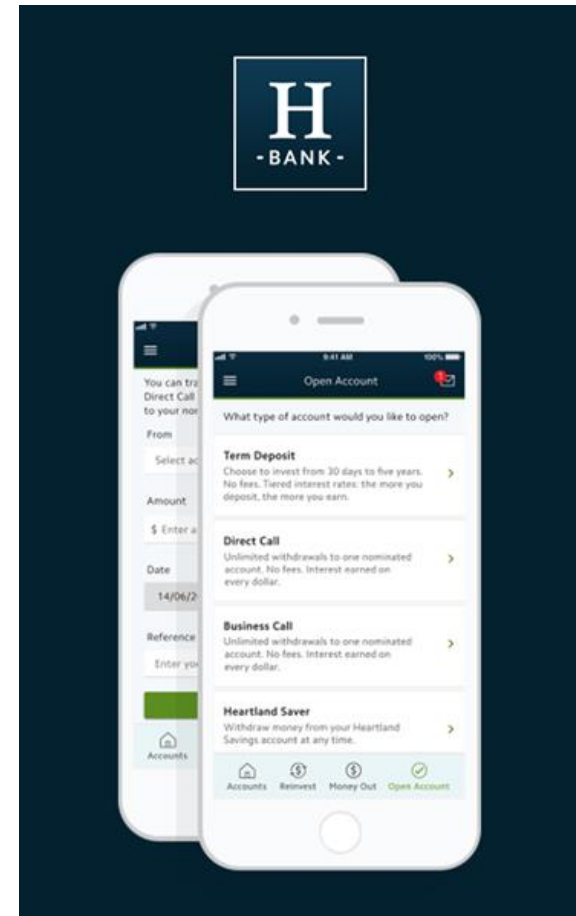 H
- BANK -
You can tra
Direct Call
to your nor
From
Select ac
Amount
$ Enter a
Date
14/06/2
Reference
Enter you
Accounts
9:41 AM
100%
Open Account
1
What type of account would you like to open?
Term Deposit
Choose to invest from 30 days to five years.
No fees. Tiered interest rates: the more you
deposit, the more you earn.
Direct Call
Unlimited withdrawals to one nominated
account. No fees. Interest earned on
every dollar.
Business Call
Unlimited withdrawals to one nominated
account. No fees. Interest earned on
every dollar.
Heartland Saver
Withdraw money from your Heartland
Savings account at any time.
Accounts Reinvest Money Out Open Account